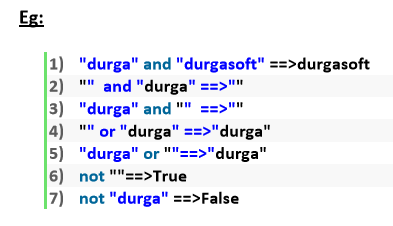 Eg:
1) "durga" and "durgasoft" ==>durgasoft
2) "" and "durga" ==>""
3) "durga" and "" ==>""
4) "" or "durga" ==>"durga"
5) "durga" or ""==>"durga"
6) not ""==>True
7) not "durga" ==>False